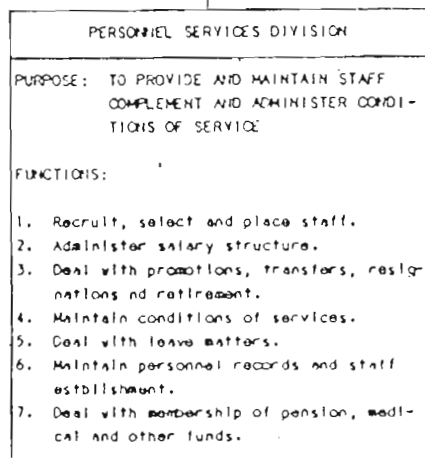 PERSONNEL SERVICES DIVISION
PURPOSE: TO PROVIDE AND MAINTAIN STAFF
COMPLEMENT AND ADMINISTER CONDI-
TIONS OF SERVICE
FUNCTIONS:
1. Recruit, select and place staff.
2. Administer salary structure.
3. Deal with promotions, transfers, resig-
nations nd retirement.
4. Maintain conditions of services.
5. Deal with leave matters.
6. Maintain personnel records and staff
estblishment.
7. Deal with membership of pension, medi-
cal and other funds.